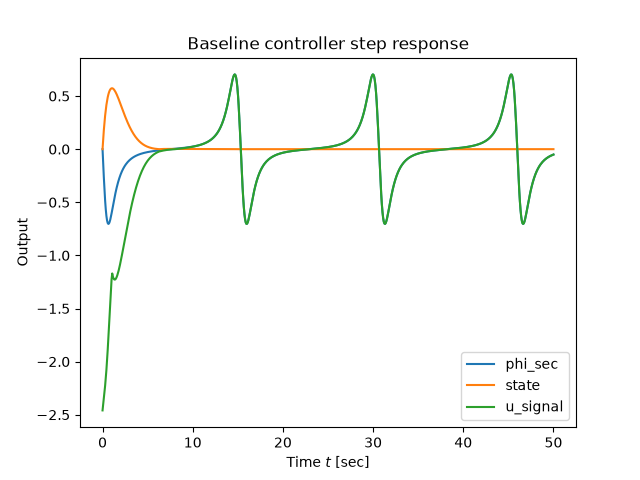 Baseline controller step response
Output
0.5
0.0
−0.5
−1.0
−1.5
−2.0
−2.5
0 10 20 30 40 50
Time t [sec]
phi_sec
state
u_signal